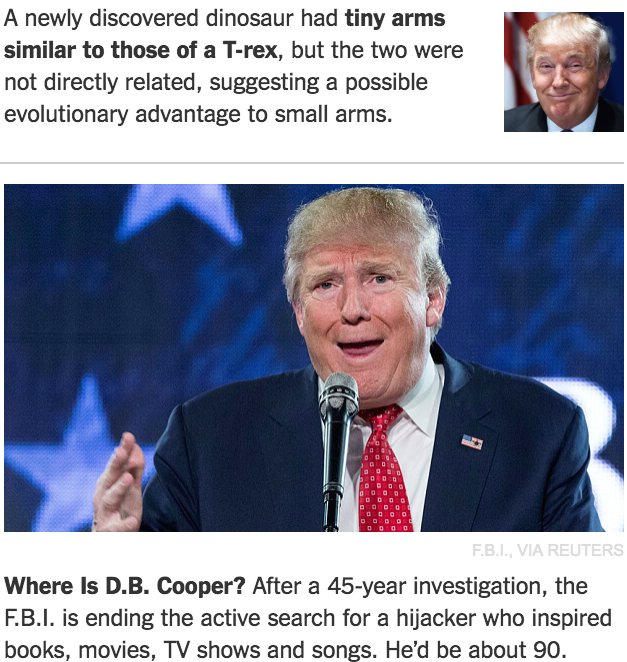 A newly discovered dinosaur had tiny arms
similar to those of a T-rex, but the two were
not directly related, suggesting a possible
evolutionary advantage to small arms.
F.B.I., VIA REUTERS
Where Is D.B. Cooper? After a 45-year investigation, the
F.B.I. is ending the active search for a hijacker who inspired
books, movies, TV shows and songs. He'd be about 90.